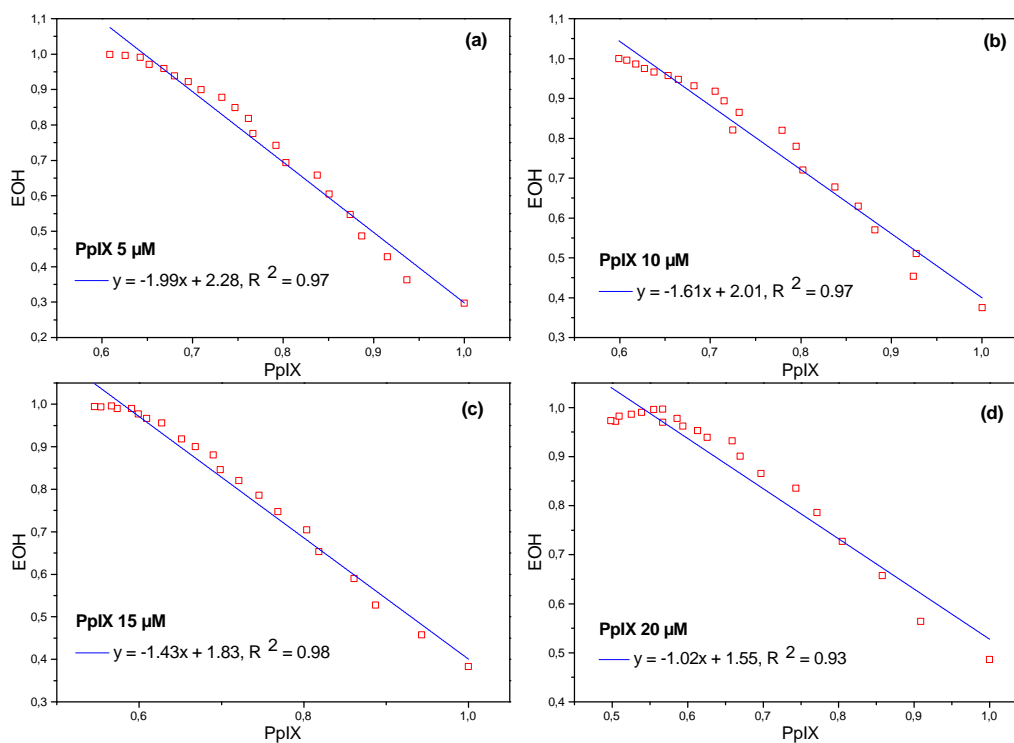 1,1
1,0
0,9
0,8
0,7
0,6
0,5
0,4
0,3
0,2
EOH
(a)
PpIX 5 µM
y = -1.99x + 2.28, R 2 = 0.97
0,6 0,7 0,8 0,9 1,0
PpIX
1,1
1,0
0,9
0,8
0,7
0,6
0,5
0,4
0,3
EOH
(b)
PpIX 10 µM
y = -1.61x + 2.01, R 2 = 0.97
0,6 0,7 0,8 0,9 1,0
PpIX
1,0
0,9
0,8
0,7
0,6
0,5
0,4
0,3
EOH
(c)
PpIX 15 µM
y = -1.43x + 1.83, R 2 = 0.98
0,6 0,8 1,0
PpIX
1,0
0,9
0,8
0,7
0,6
0,5
0,4
EOH
(d)
PpIX 20 µM
y = -1.02x + 1.55, R 2 = 0.93
0,5 0,6 0,7 0,8 0,9 1,0
PpIX